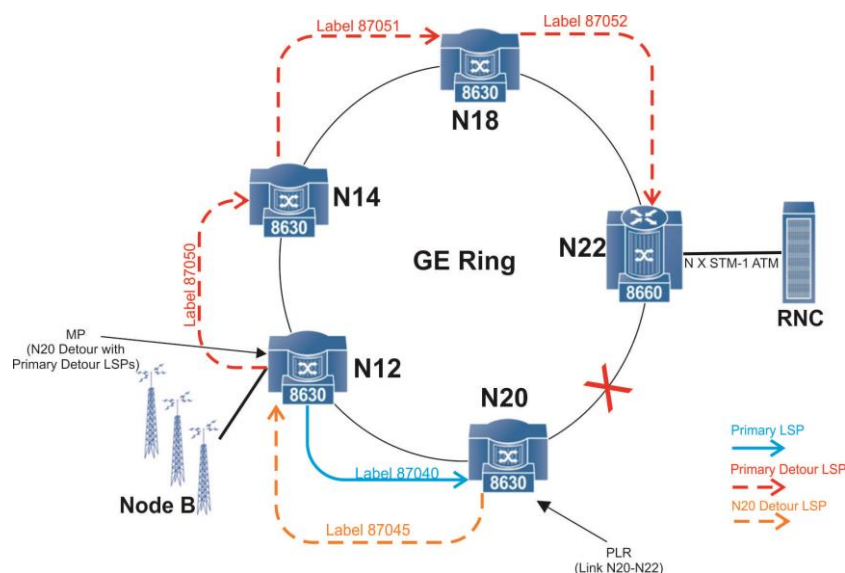 Label 87051
Label 87052
8630
N18
N14
8630
Label 87050
GE Ring
N22
8660
N X STM-1 ATM
RNC
MP
(N20 Detour with
Primary Detour LSPs)
N12
8630
N20
8630
Node B
Label 87040
Label 87045
PLR
(Link N20-N22)
Primary LSP
Primary Detour LSP
N20 Detour LSP